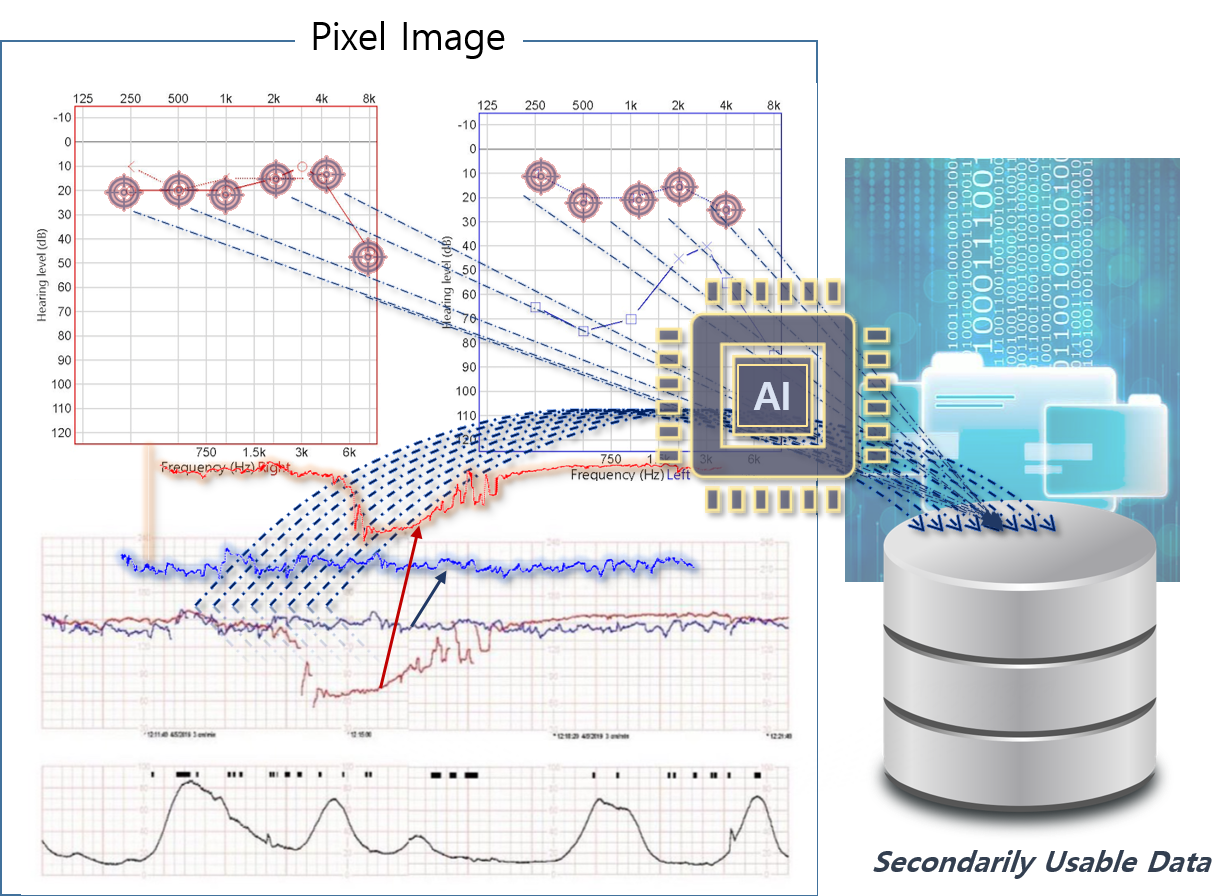 Pixel Image
125 250 500 1k 2k 4k 8k
-10
0
10
20
30
40
50
60
70
80
90
100
110
120
Hearing level (dB)
750 1.5k 3k 6k
Frequency (Hz) Right
125 250 500 1k 2k 4k 8k
-10
0
10
20
30
40
50
60
70
80
90
100
110
120
Hearing level (dB)
750 3k 6k
Frequency (Hz) Left
AI
Secondarily Usable Data